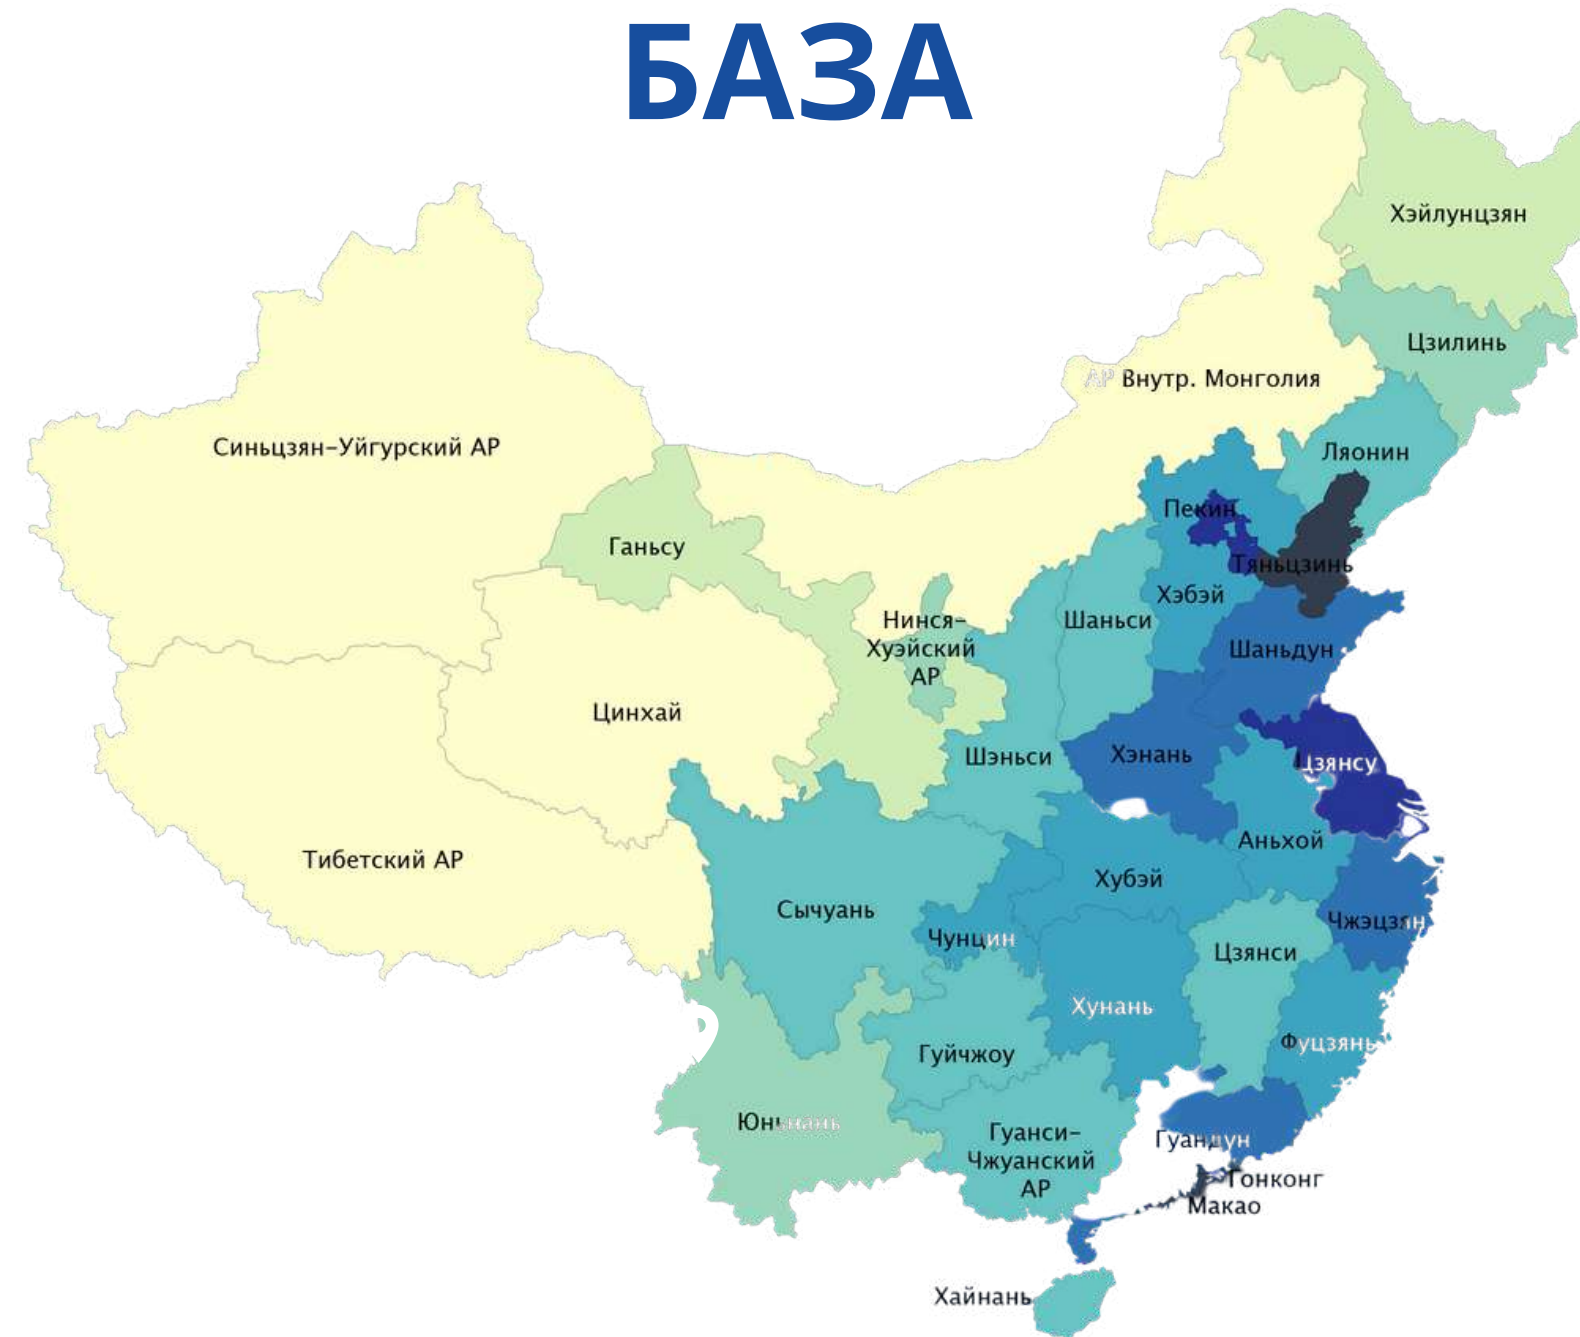 БАЗА
Хэйлунцзян
Цзилинь
АР Внутр. Монголия
Синьцзян-Уйгурский АР
Ляонин
Пекин
Ганьсу
Тяньцзинь
Хэбэй
Нинся-
Хуэйский
АР
Шаньси
Шаньдун
Цинхай
Шэньси
Хэнань
Цзянсу
Аньхой
Тибетский АР
Хубэй
Сычуань
Чунцин
Чжэцзян
Цзянси
Хунань
Фуцзянь
Гуйчжоу
Юньнань
Гуанси-
Чжуанский
АР
Гуандун
Гонконг
Макао
Хайнань